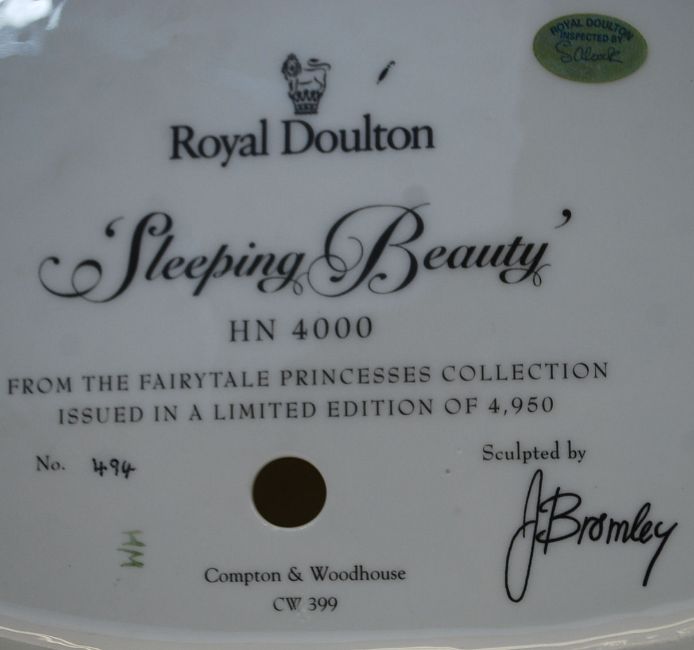 ROYAL DOULTON
INSPECTED BY
Royal Doulton
'Sleeping Beauty'
HN 4000
FROM THE FAIRYTALE PRINCESSES COLLECTION
ISSUED IN A LIMITED EDITION OF 4,950
No. 494
Sculpted by
J Bromley
HM
Compton & Woodhouse
CW 399